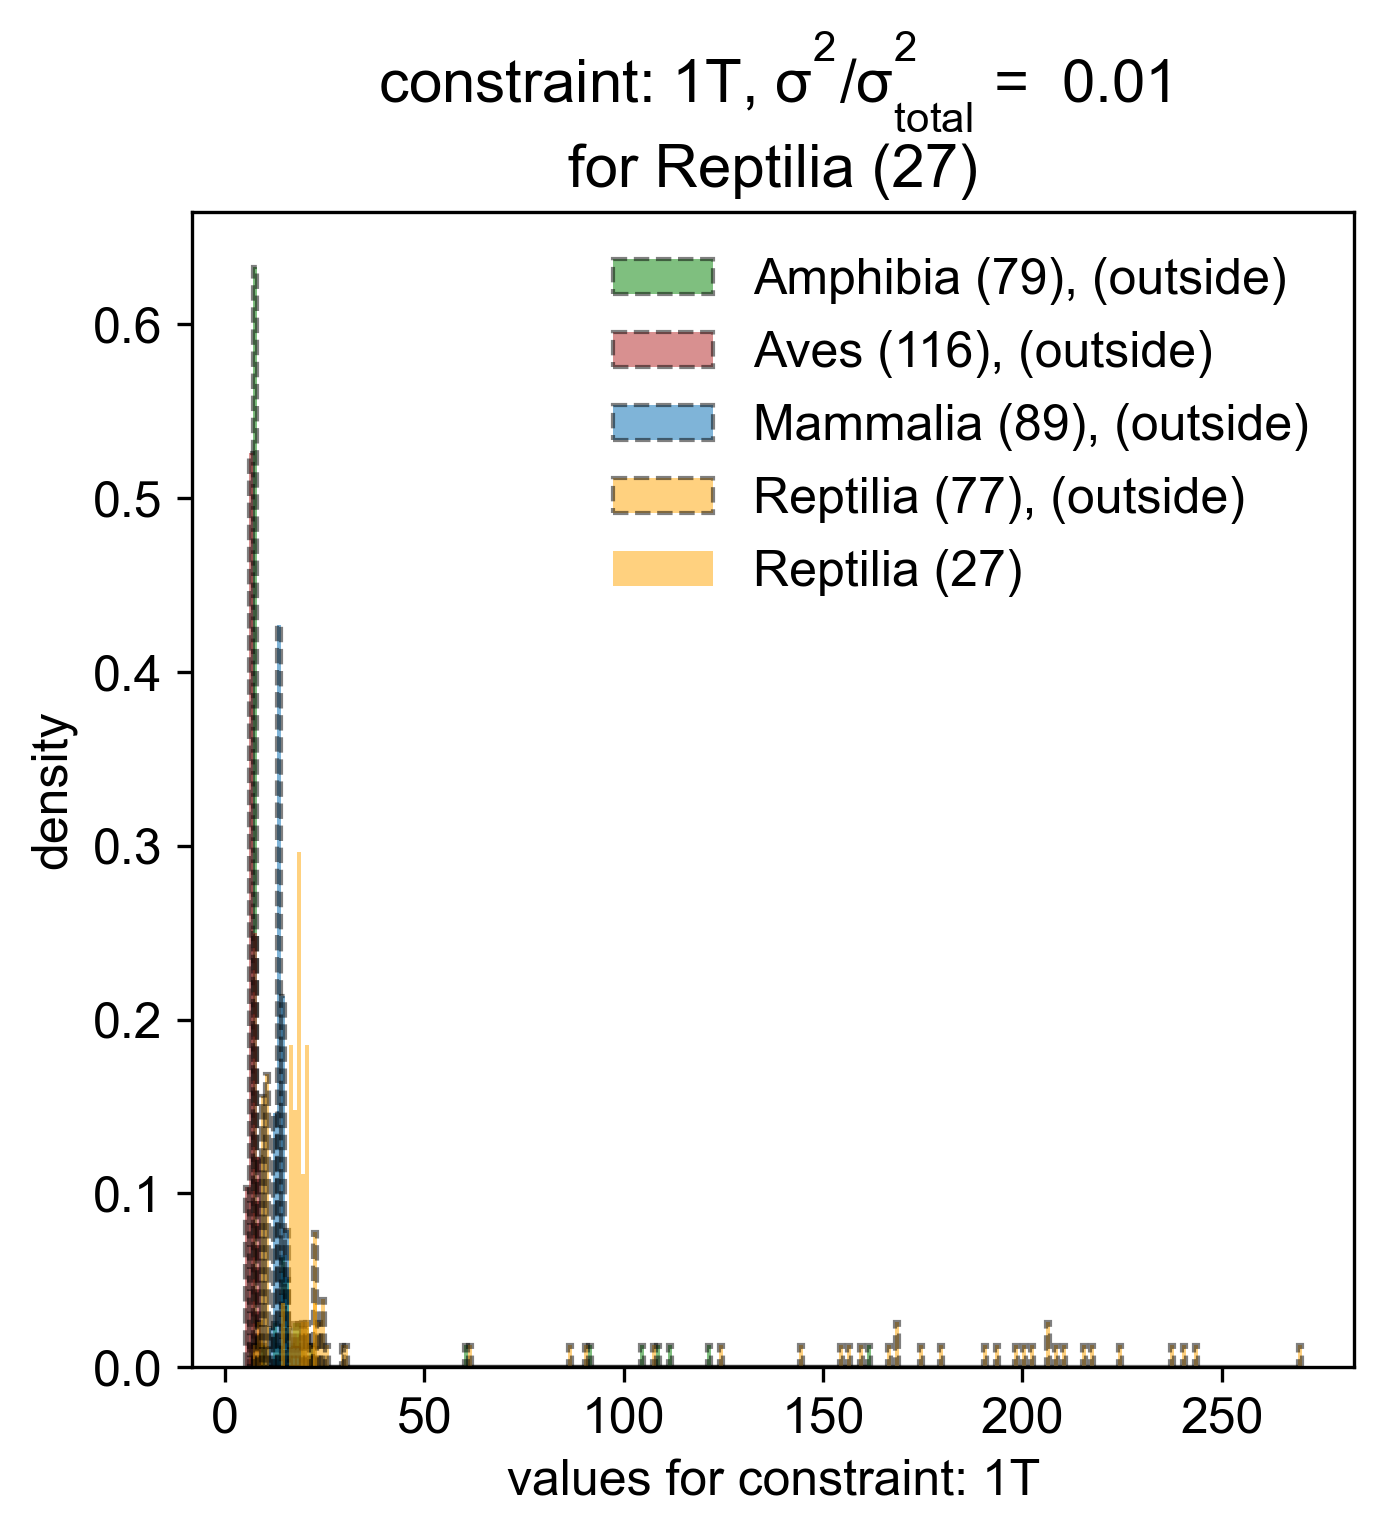 constraint: 1T, σ²/σ²total = 0.01
for Reptilia (27)
Amphibia (79), (outside)
Aves (116), (outside)
Mammalia (89), (outside)
Reptilia (77), (outside)
Reptilia (27)
density
0.6
0.5
0.4
0.3
0.2
0.1
0.0
0 50 100 150 200 250
values for constraint: 1T